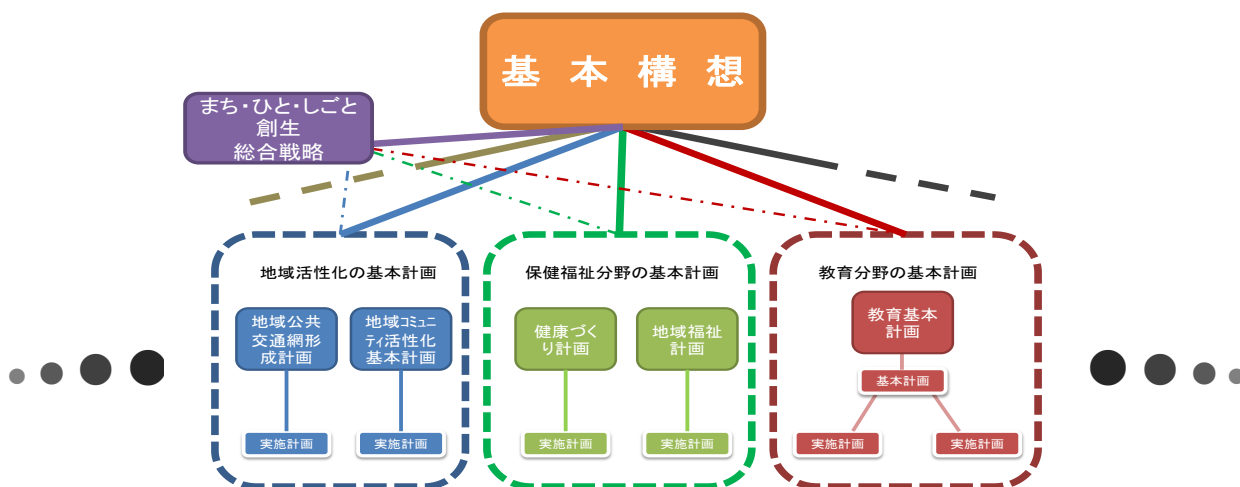 基本構想
まち・ひと・しごと
創生
総合戦略
地域活性化の基本計画
保健福祉分野の基本計画
教育分野の基本計画
地域公共
交通網形
成計画
地域ｺﾐｭﾆ
ﾃｨ活性化
基本計画
健康づく
り計画
地域福祉
計画
教育基本
計画
基本計画
実施計画
実施計画
実施計画
実施計画
実施計画
実施計画